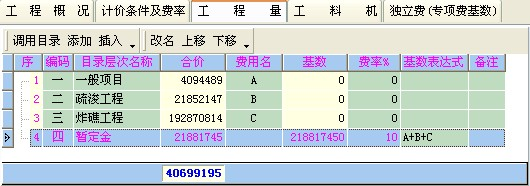 工 程 概 况 计价条件及费率 工 程 量 工 料 机 独立费(专项费基数)
调用目录 添加 插入 改名 上移 下移
序 编码 目录层次名称 合价 费用名 基数 费率% 基数表达式 备注
1 一 一般项目 4094489 A 0 0
2 二 疏浚工程 21852147 B 0 0
3 三 炸礁工程 192870814 C 0 0
4 四 暂定金 21881745 218817450 10 A+B+C
40699195